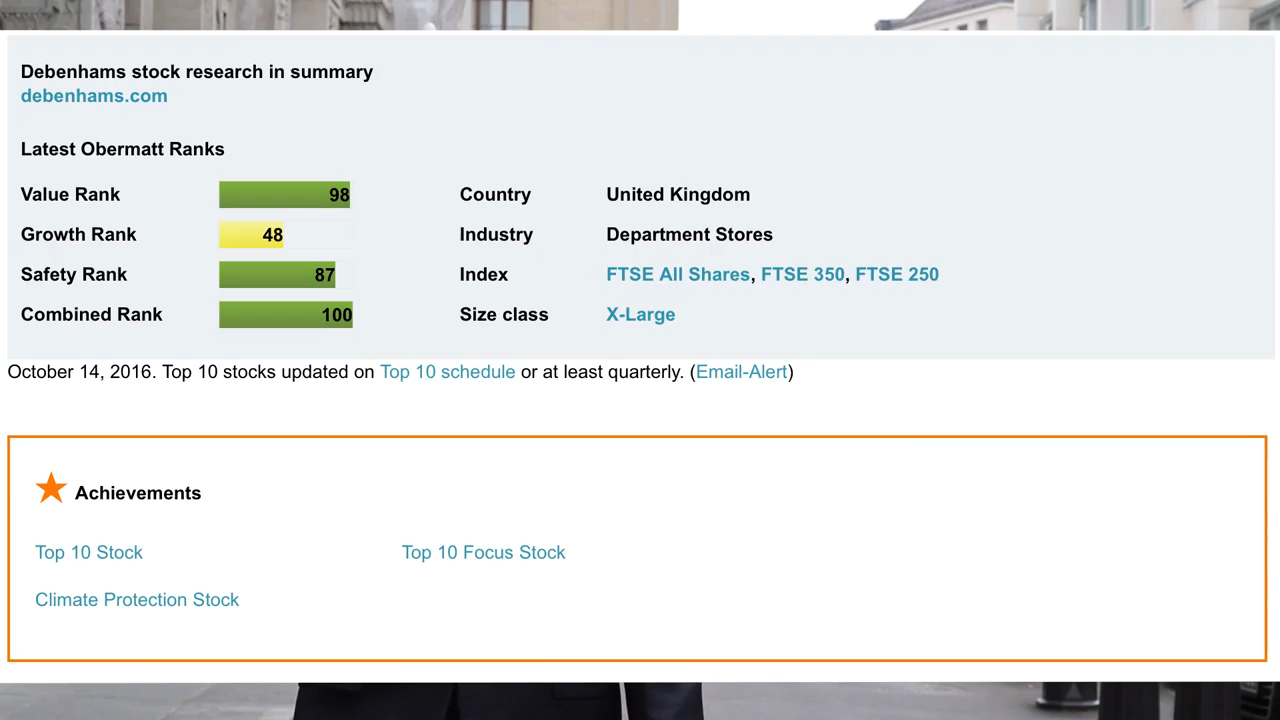 Debenhams stock research in summary
debenhams.com
Latest Obermatt Ranks
Value Rank 98 Country United Kingdom
Growth Rank 48 Industry Department Stores
Safety Rank 87 Index FTSE All Shares, FTSE 350, FTSE 250
Combined Rank 100 Size class X-Large
October 14, 2016. Top 10 stocks updated on Top 10 schedule or at least quarterly. (Email-Alert)
Achievements
Top 10 Stock Top 10 Focus Stock
Climate Protection Stock